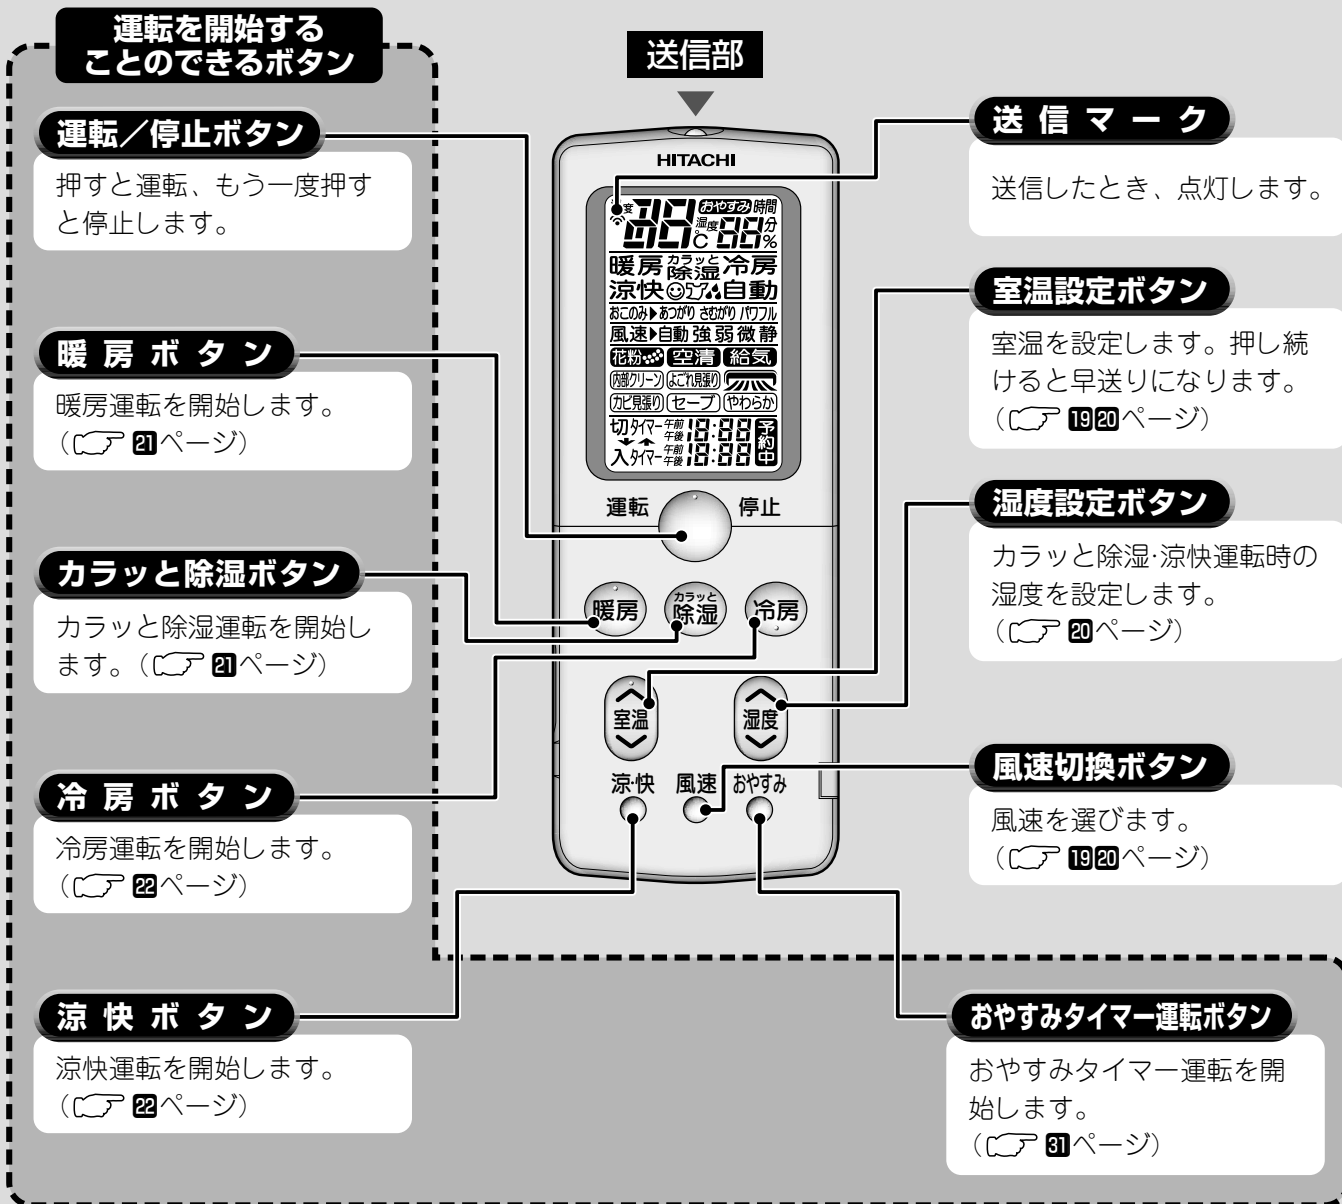 運転を開始する
ことのできるボタン
運転／停止ボタン
押すと運転、もう一度押す
と停止します。
暖房ボタン
暖房運転を開始します。
（☞ 21ページ）
カラッと除湿ボタン
カラッと除湿運転を開始し
ます。（☞ 21ページ）
冷房ボタン
冷房運転を開始します。
（☞ 22ページ）
涼快ボタン
涼快運転を開始します。
（☞ 22ページ）
送信部
HITACHI
度 88 おやすみ 時間
湿度 ℃ 88 分 %
暖房 カラッと除湿 冷房
涼快 自動
おこのみ▶あつがり さむがり パワフル
風速▶自動 強 弱 微 静
花粉 空清 給気
内部クリーン よごれ見張り
カビ見張り セーブ やわらか
切タイマー 午前 午後 18:88 予約中
入タイマー 午前 午後 18:88
運転 停止
暖房 カラッと除湿 冷房
室温 湿度
涼・快 風速 おやすみ
送信マーク
送信したとき、点灯します。
室温設定ボタン
室温を設定します。押し続
けると早送りになります。
（☞ 19 20ページ）
湿度設定ボタン
カラッと除湿・涼快運転時の
湿度を設定します。
（☞ 20ページ）
風速切換ボタン
風速を選びます。
（☞ 19 20ページ）
おやすみタイマー運転ボタン
おやすみタイマー運転を開
始します。
（☞ 31ページ）